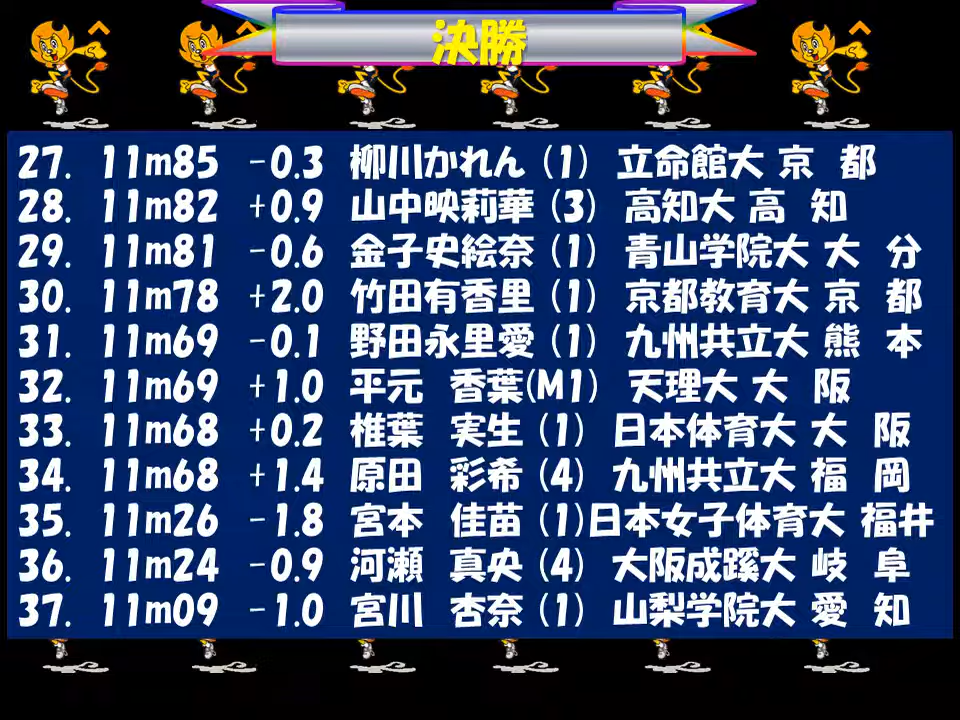 決勝
27. 11m85 -0.3 柳川かれん (1) 立命館大 京 都
28. 11m82 +0.9 山中映莉華 (3) 高知大 高 知
29. 11m81 -0.6 金子史絵奈 (1) 青山学院大 大 分
30. 11m78 +2.0 竹田有香里 (1) 京都教育大 京 都
31. 11m69 -0.1 野田永里愛 (1) 九州共立大 熊 本
32. 11m69 +1.0 平元 香葉(M1) 天理大 大 阪
33. 11m68 +0.2 椎葉 実生 (1) 日本体育大 大 阪
34. 11m68 +1.4 原田 彩希 (4) 九州共立大 福 岡
35. 11m26 -1.8 宮本 佳苗 (1)日本女子体育大 福井
36. 11m24 -0.9 河瀬 真央 (4) 大阪成蹊大 岐 阜
37. 11m09 -1.0 宮川 杏奈 (1) 山梨学院大 愛 知